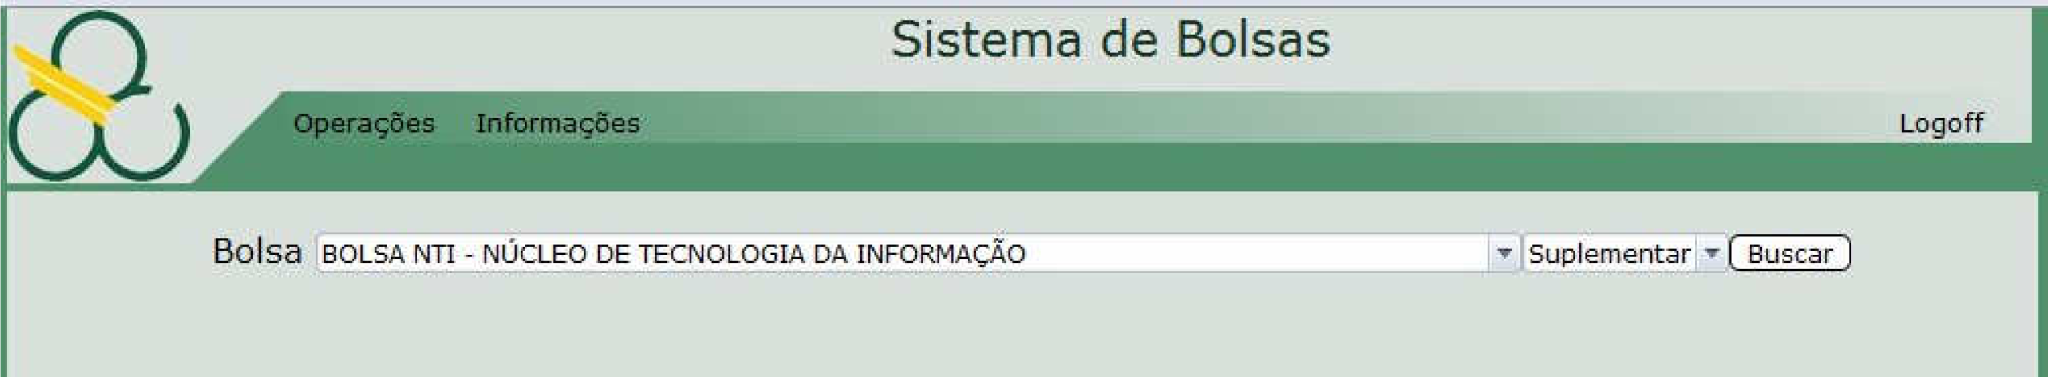 Sistema de Bolsas
Operações Informações Logoff
Bolsa BOLSA NTI - NÚCLEO DE TECNOLOGIA DA INFORMAÇÃO Suplementar Buscar